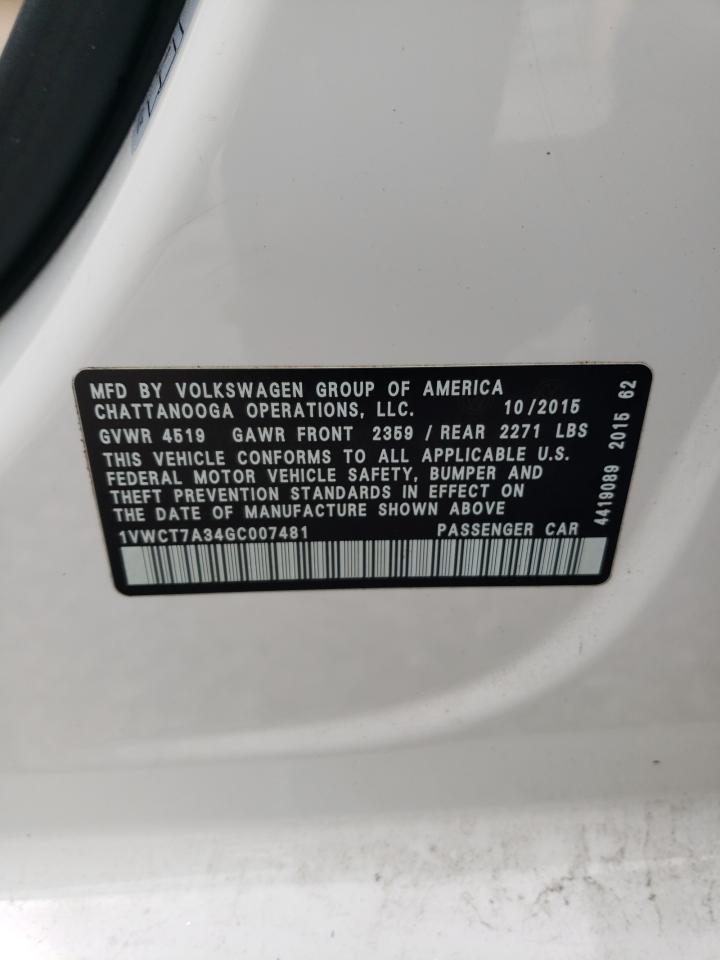 MFD BY VOLKSWAGEN GROUP OF AMERICA
CHATTANOOGA OPERATIONS, LLC. 10/2015
GVWR 4519 GAWR FRONT 2359 / REAR 2271 LBS
THIS VEHICLE CONFORMS TO ALL APPLICABLE U.S.
FEDERAL MOTOR VEHICLE SAFETY, BUMPER AND
THEFT PREVENTION STANDARDS IN EFFECT ON
THE DATE OF MANUFACTURE SHOWN ABOVE
1VWCT7A34GC007481 PASSENGER CAR
4419089 2015 62